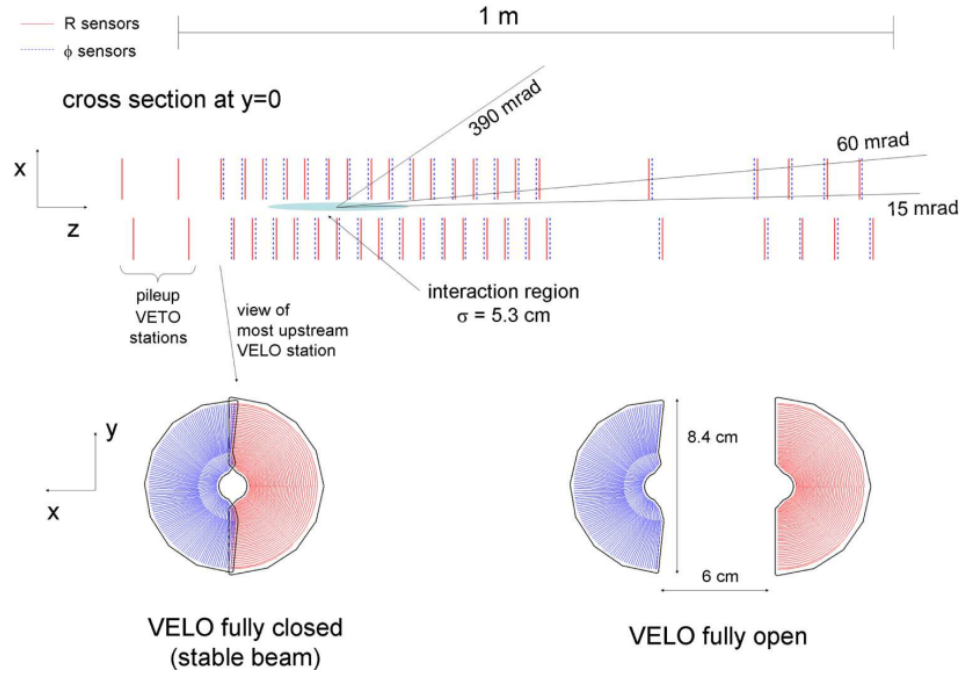 R sensors
ϕ sensors
1 m
cross section at y=0
390 mrad
60 mrad
15 mrad
x
z
pileup
VETO
stations
view of
most upstream
VELO station
interaction region
σ = 5.3 cm
y
x
8.4 cm
6 cm
VELO fully closed
(stable beam)
VELO fully open